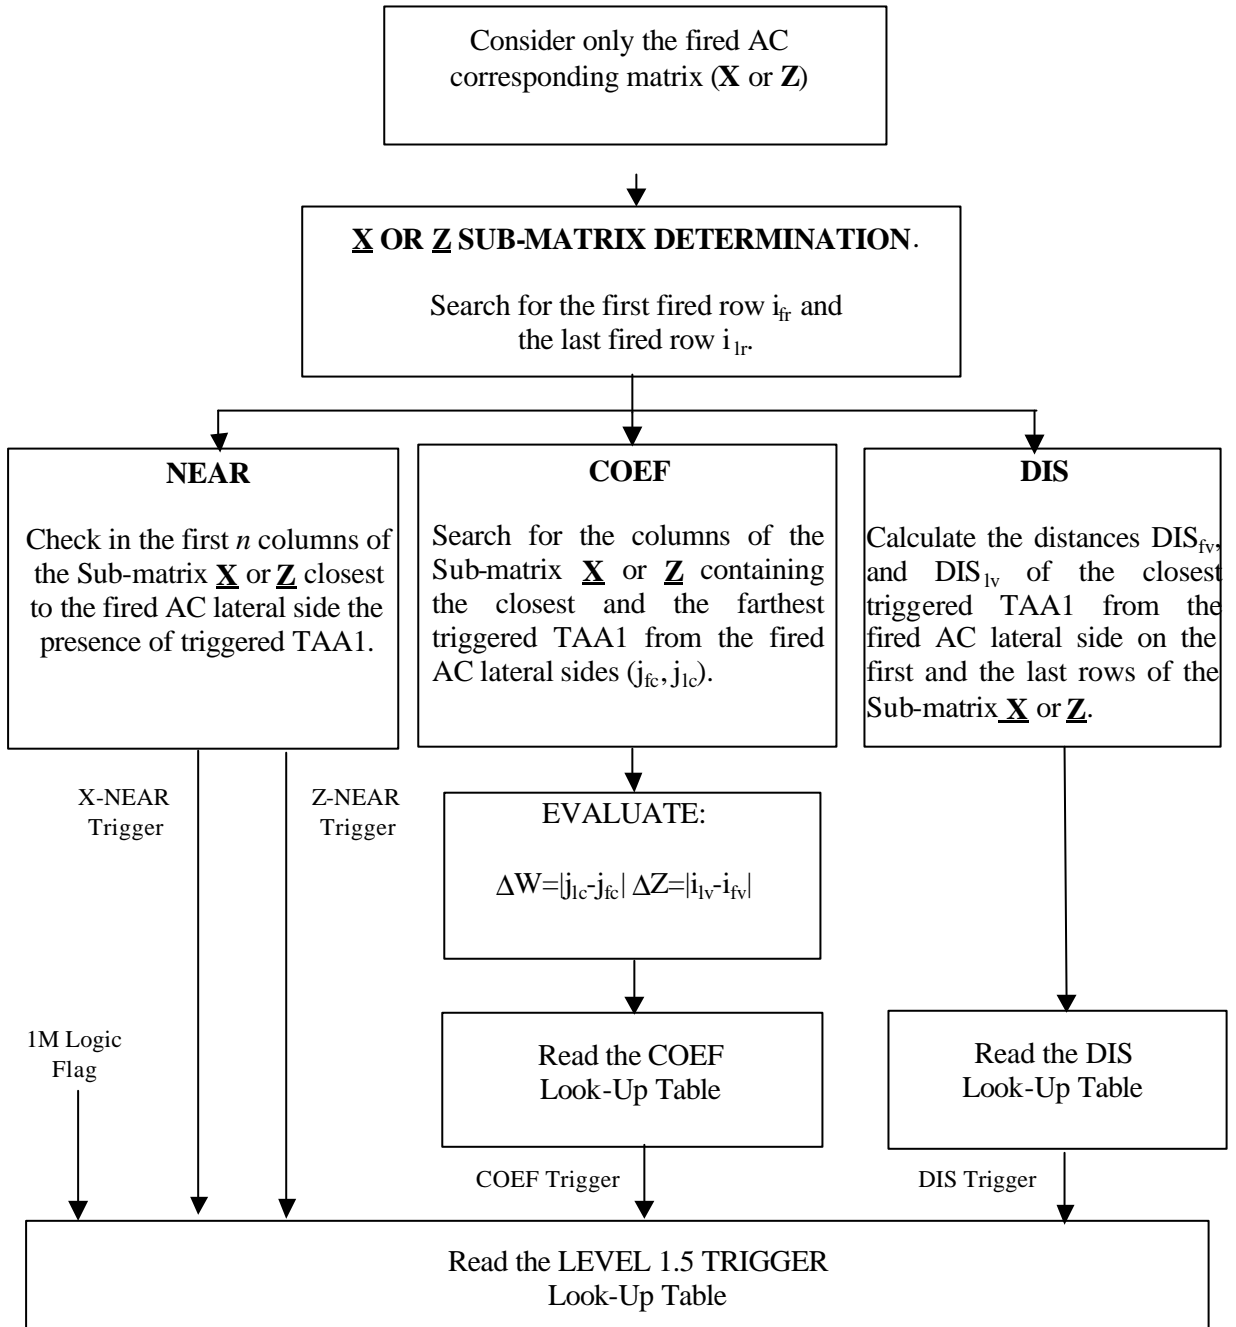 Consider only the fired AC
corresponding matrix (X or Z)
X OR Z SUB-MATRIX DETERMINATION.
Search for the first fired row i_fr and
the last fired row i_lr.
NEAR
Check in the first n columns of
the Sub-matrix X or Z closest
to the fired AC lateral side the
presence of triggered TAA1.
COEF
Search for the columns of the
Sub-matrix X or Z containing
the closest and the farthest
triggered TAA1 from the fired
AC lateral sides (j_fc, j_lc).
DIS
Calculate the distances DIS_fv,
and DIS_lv of the closest
triggered TAA1 from the
fired AC lateral side on the
first and the last rows of the
Sub-matrix X or Z.
X-NEAR
Trigger
Z-NEAR
Trigger
EVALUATE:
ΔW=|j_lc-j_fc| ΔZ=|i_lv-i_fv|
1M Logic
Flag
Read the COEF
Look-Up Table
Read the DIS
Look-Up Table
COEF Trigger
DIS Trigger
Read the LEVEL 1.5 TRIGGER
Look-Up Table